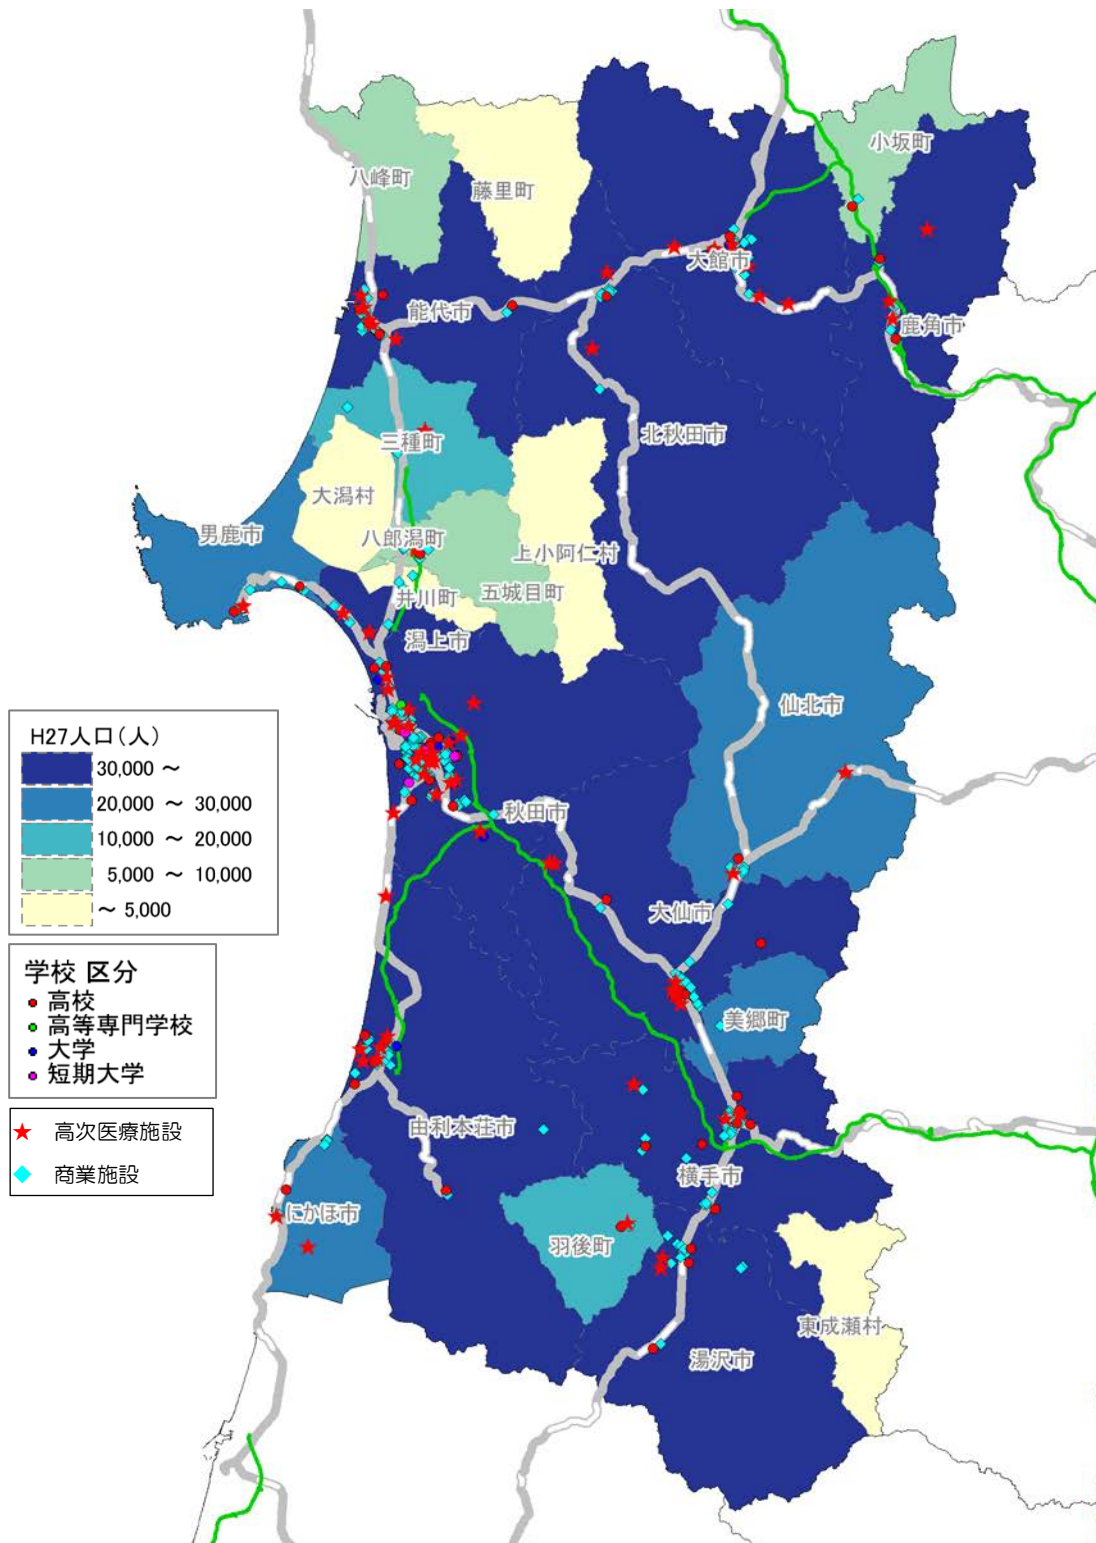 小坂町
八峰町
藤里町
大館市
能代市
鹿角市
三種町
北秋田市
大潟村
男鹿市
八郎潟町
上小阿仁村
井川町
五城目町
潟上市
仙北市
H27人口(人)
30,000 ～
20,000 ～ 30,000
10,000 ～ 20,000
5,000 ～ 10,000
～ 5,000
秋田市
大仙市
学校 区分
高校
高等専門学校
大学
短期大学
美郷町
高次医療施設
商業施設
由利本荘市
横手市
にかほ市
羽後町
東成瀬村
湯沢市